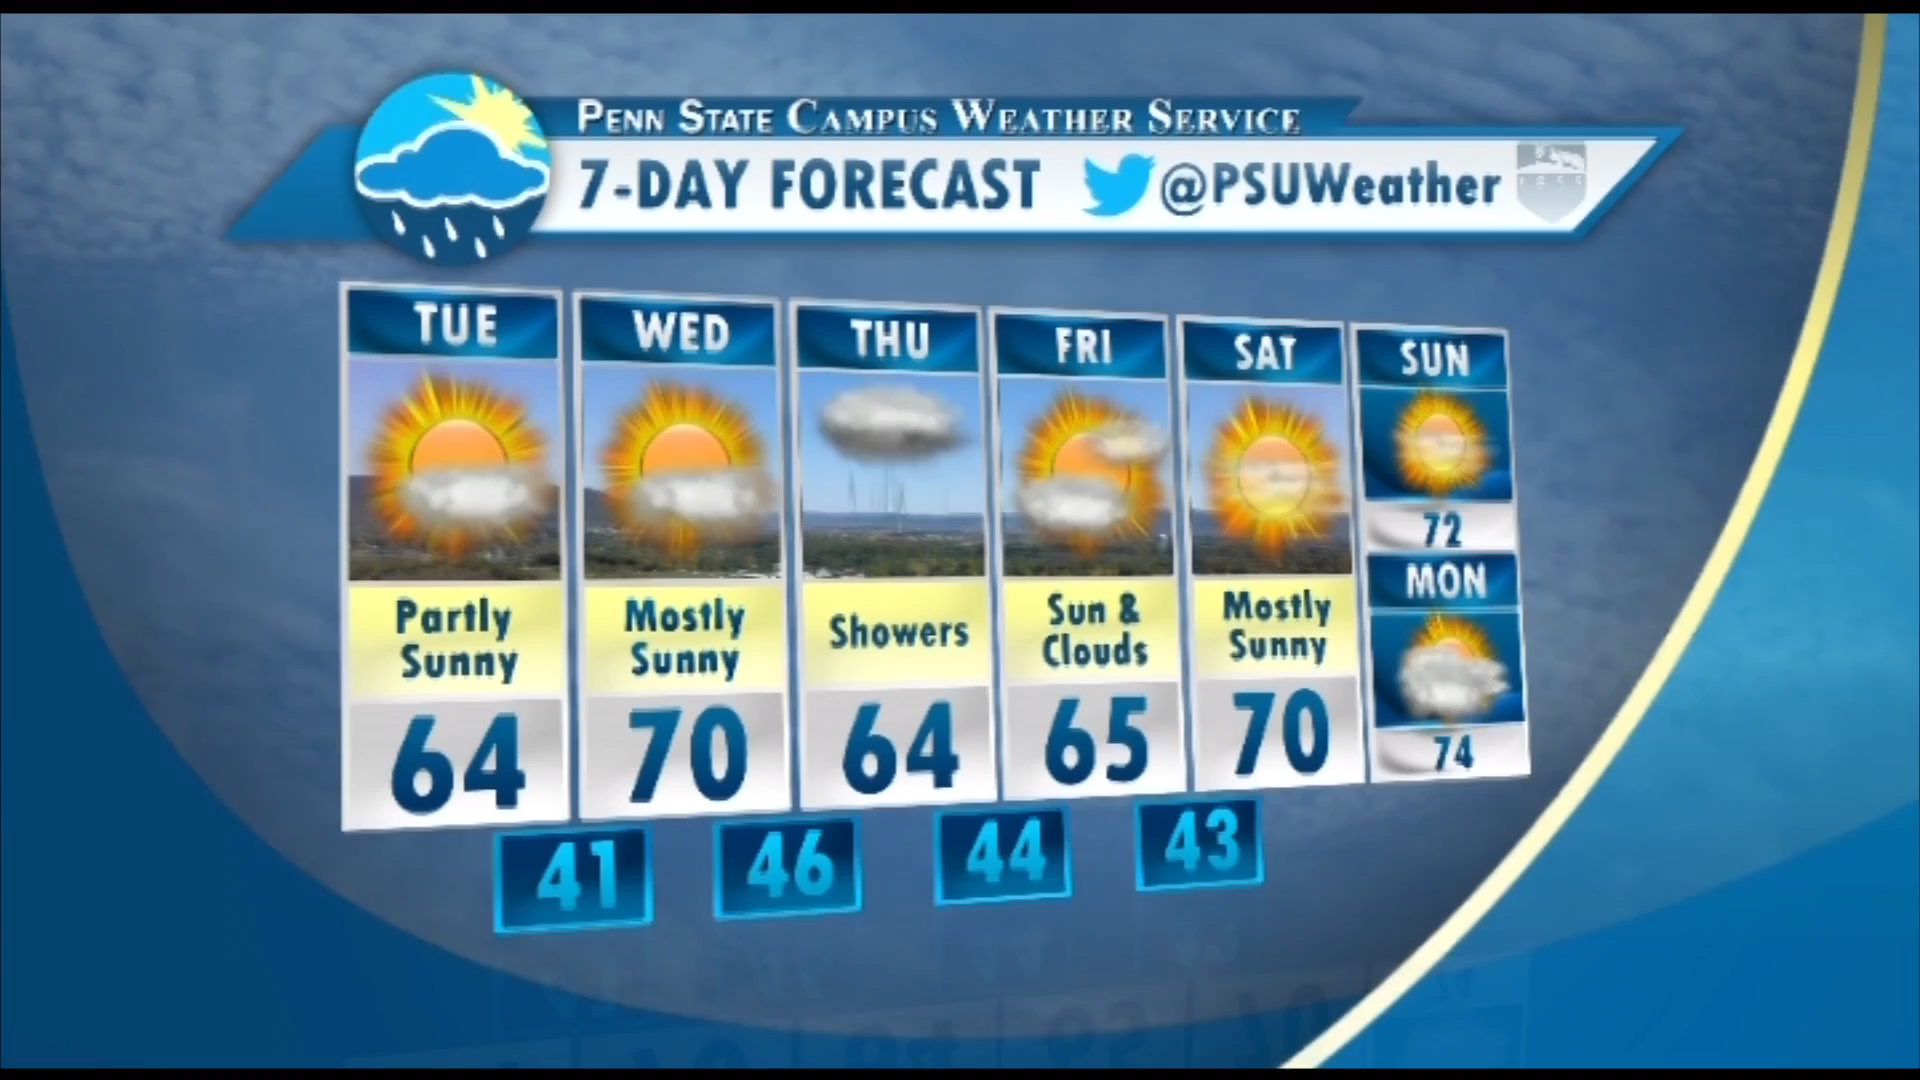 PENN STATE CAMPUS WEATHER SERVICE
7-DAY FORECAST @PSUWeather
TUE
Partly
Sunny
64
WED
Mostly
Sunny
70
THU
Showers
64
FRI
Sun &
Clouds
65
SAT
Mostly
Sunny
70
SUN
72
MON
74
41
46
44
43